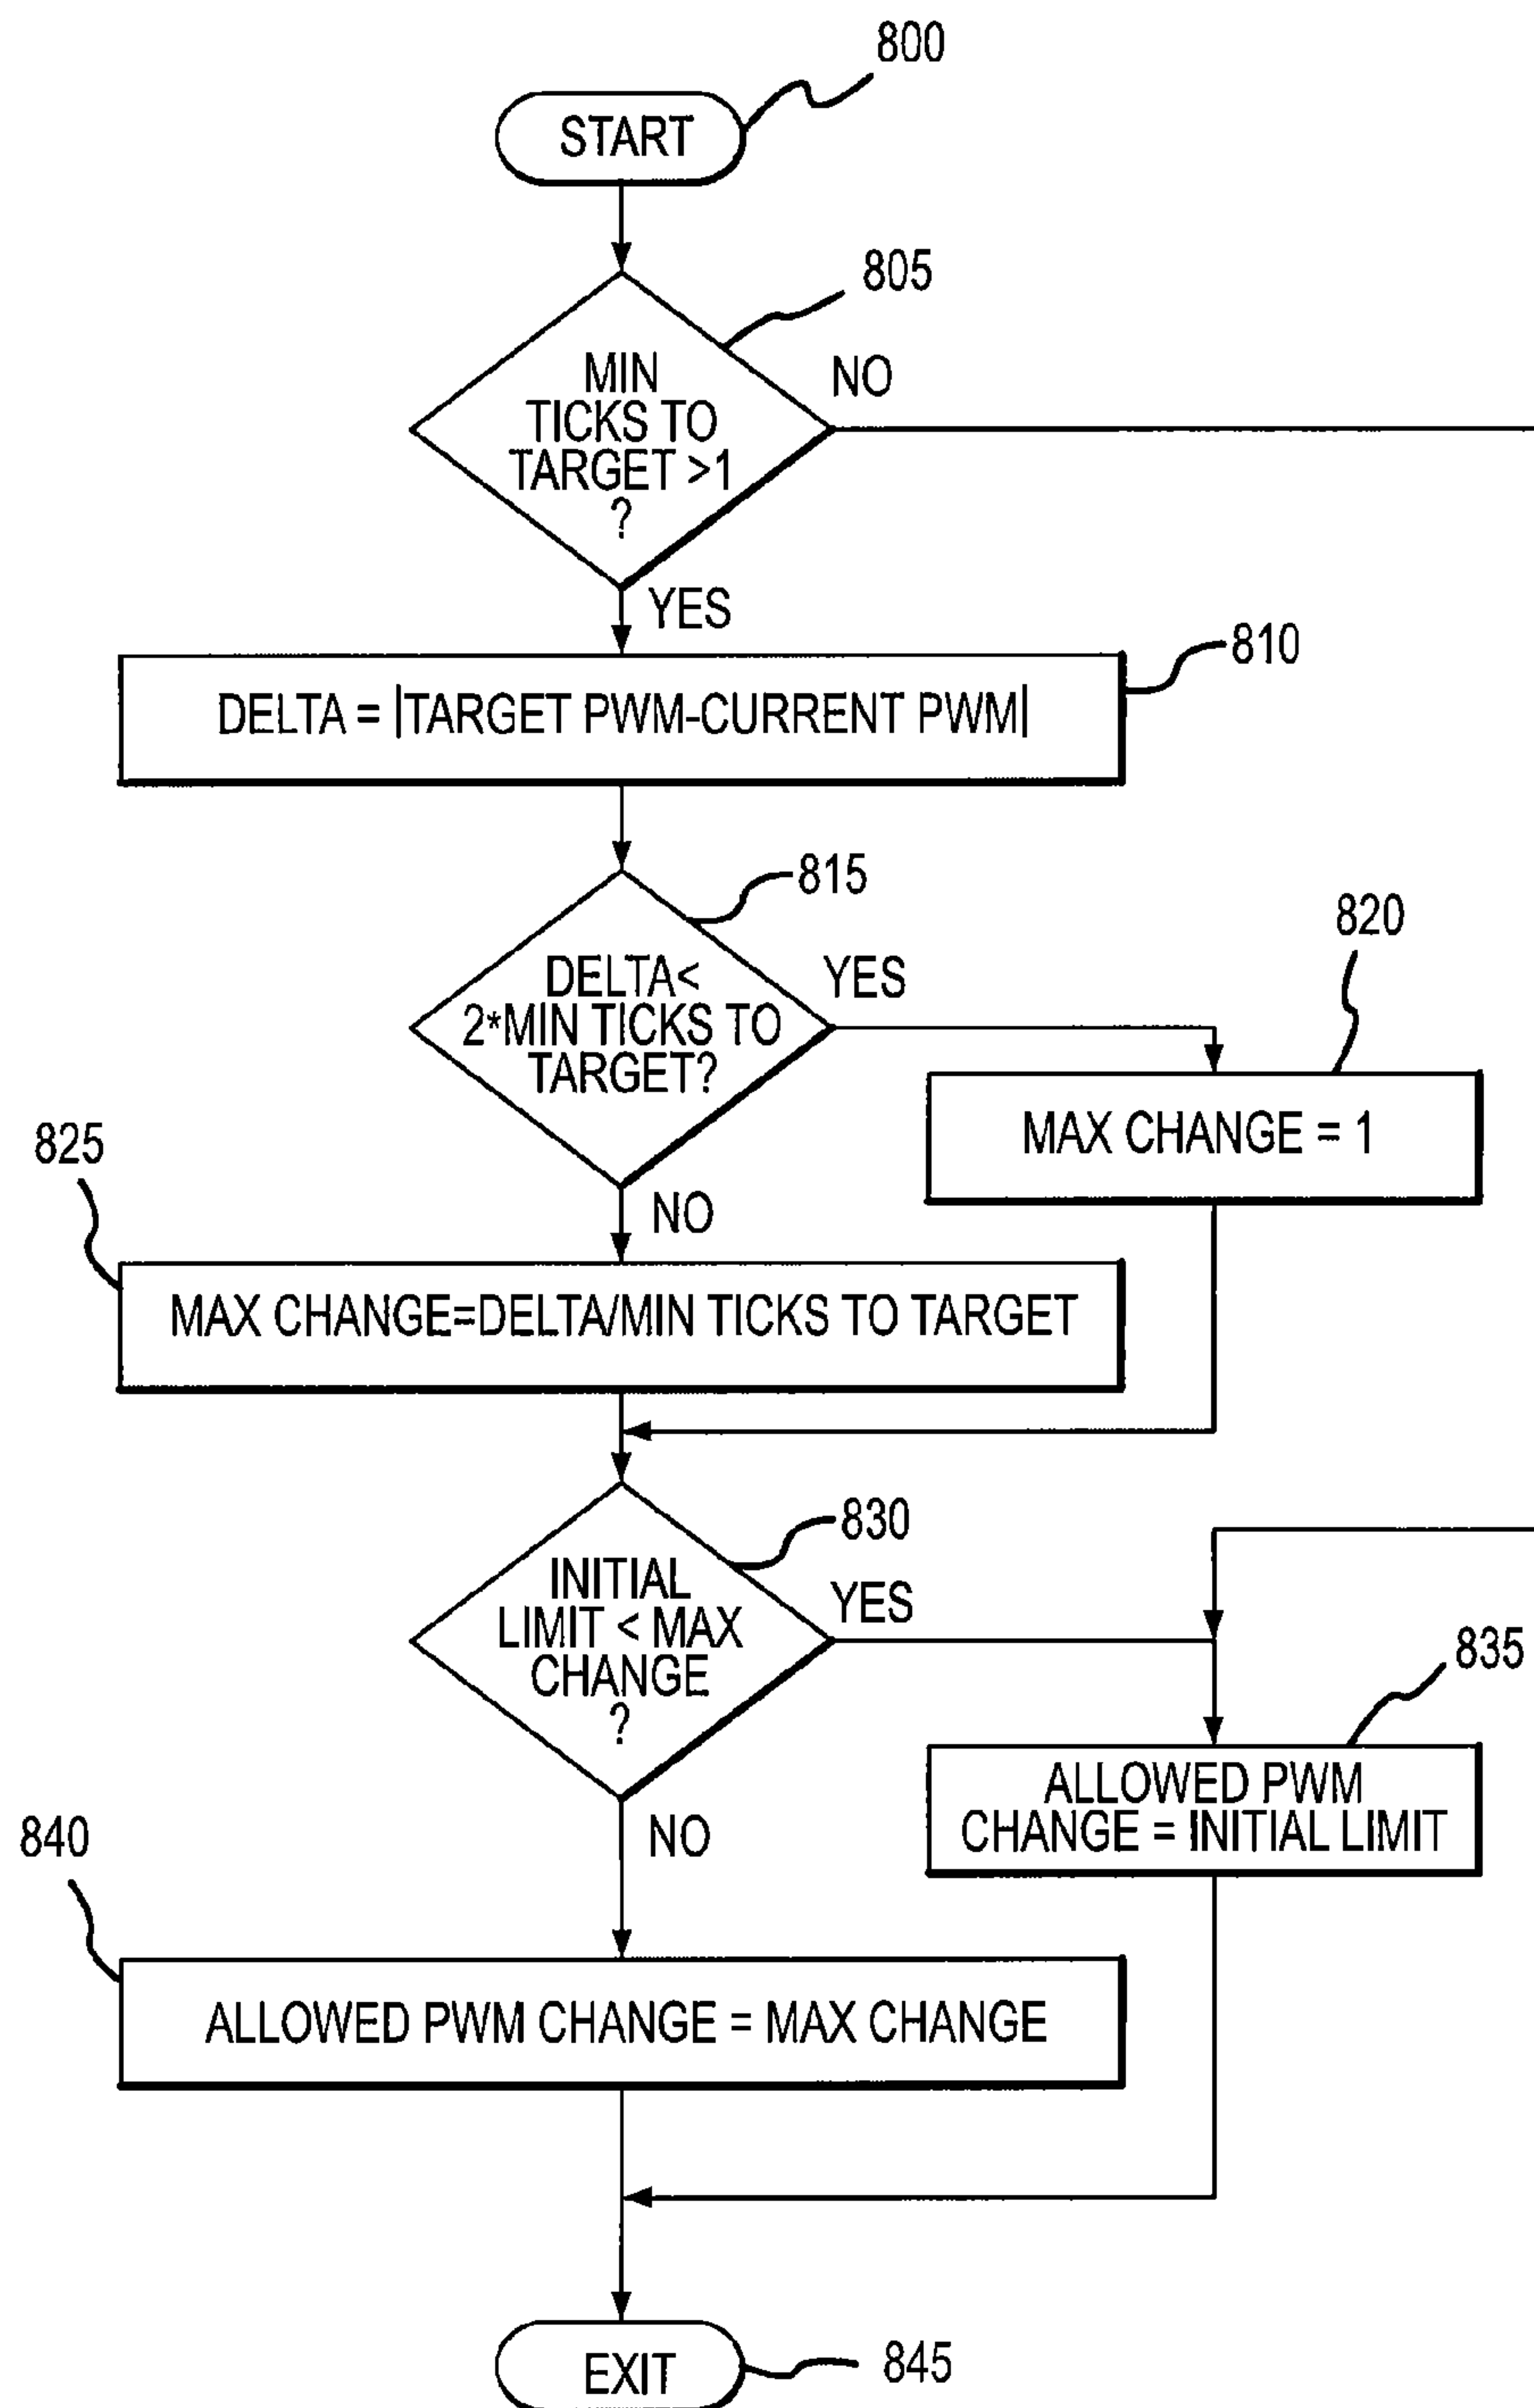 800
START
805
MIN
TICKS TO
TARGET >1
?
NO
YES
810
DELTA = |TARGET PWM-CURRENT PWM|
815
DELTA<
2*MIN TICKS TO
TARGET?
YES
820
MAX CHANGE = 1
NO
825
MAX CHANGE=DELTA/MIN TICKS TO TARGET
830
INITIAL
LIMIT < MAX
CHANGE
?
YES
835
ALLOWED PWM
CHANGE = INITIAL LIMIT
NO
840
ALLOWED PWM CHANGE = MAX CHANGE
EXIT
845